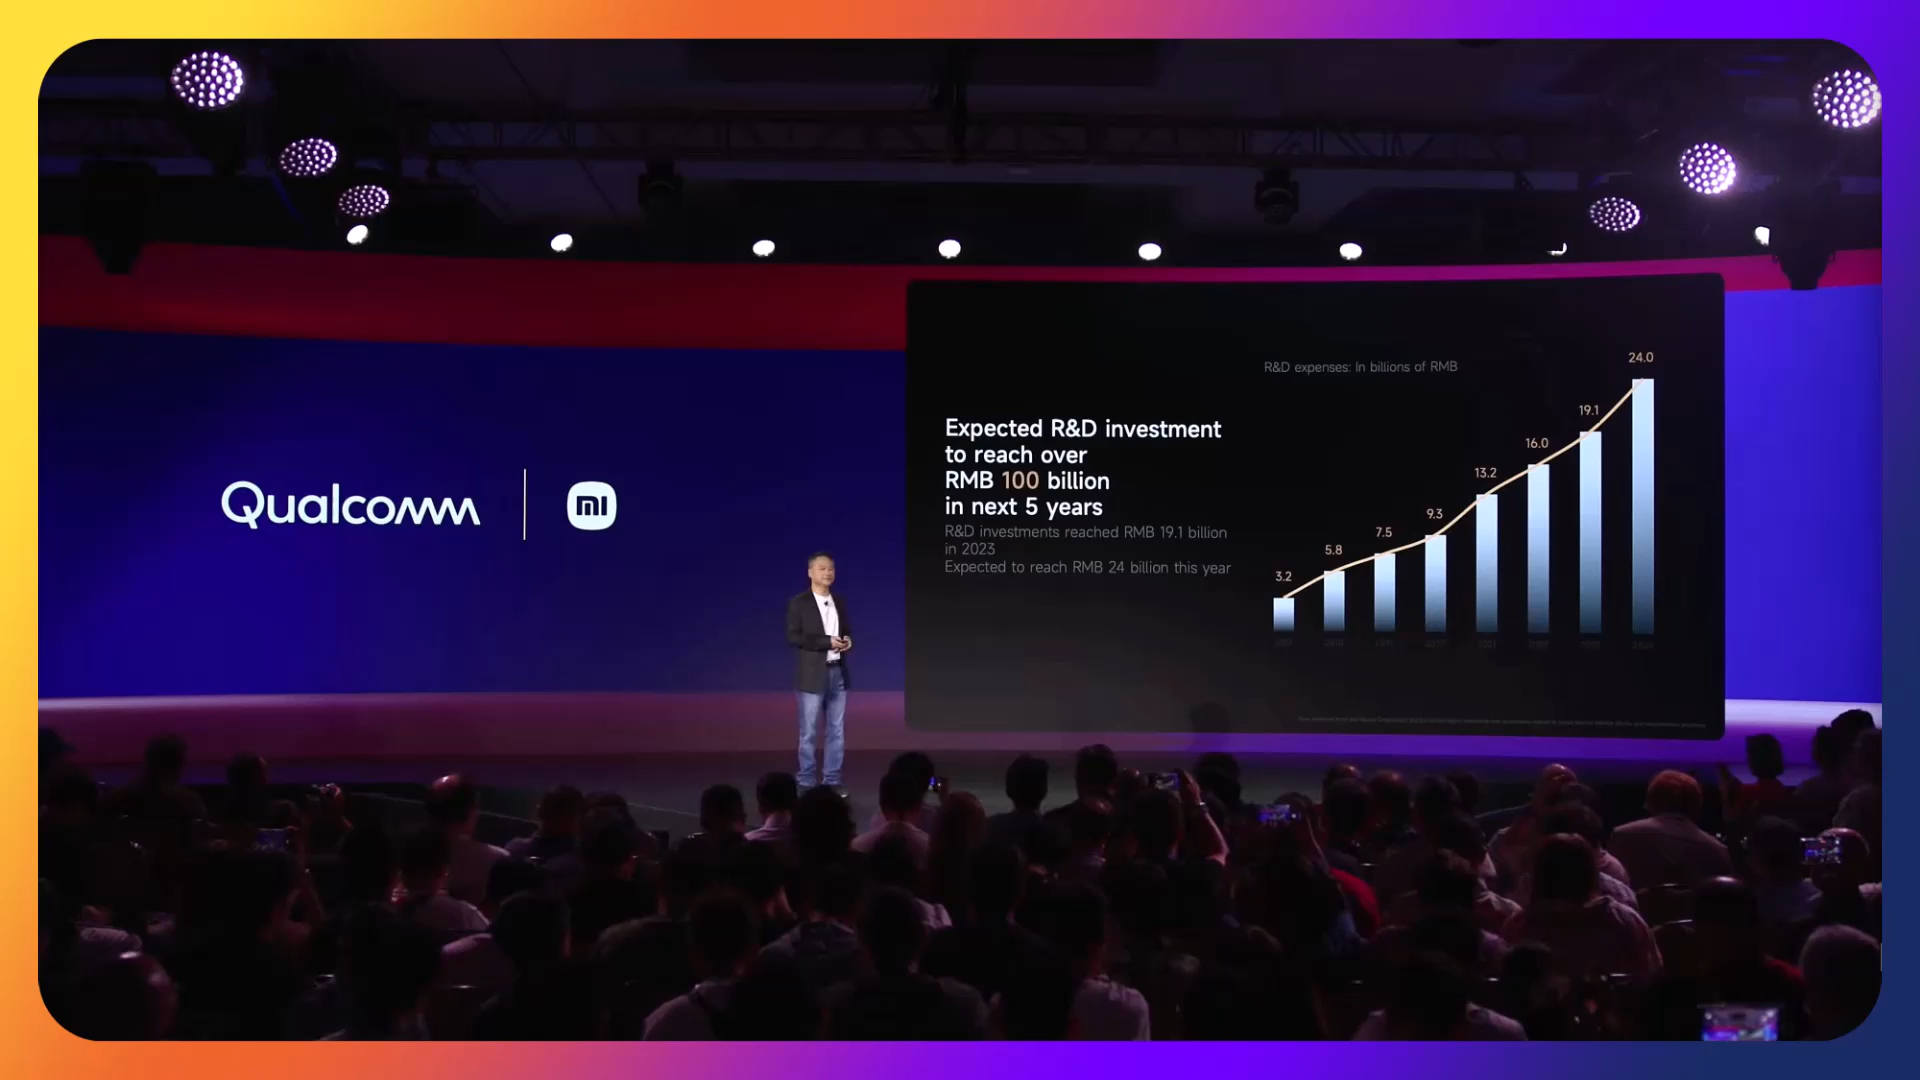 Qualcomm
mi
R&D expenses: In billions of RMB
Expected R&D investment
to reach over
RMB 100 billion
in next 5 years
R&D investments reached RMB 19.1 billion
in 2023
Expected to reach RMB 24 billion this year
3.2
5.8
7.5
9.3
13.2
16.0
19.1
24.0